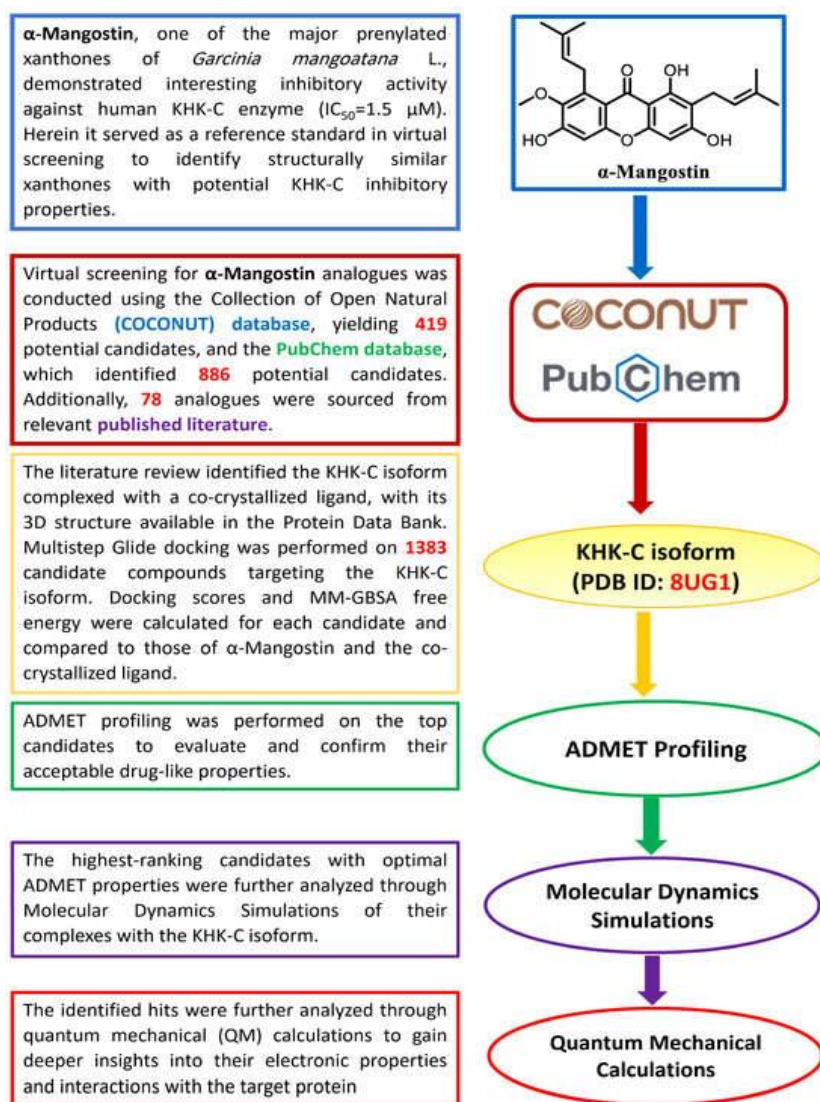 α-Mangostin, one of the major prenylated
xanthones of Garcinia mangoatana L.,
demonstrated interesting inhibitory activity
against human KHK-C enzyme (IC₅₀=1.5 μM).
Herein it served as a reference standard in virtual
screening to identify structurally similar
xanthones with potential KHK-C inhibitory
properties.
O
OH
O
HO
O
OH
α-Mangostin
Virtual screening for α-Mangostin analogues was
conducted using the Collection of Open Natural
Products (COCONUT) database, yielding 419
potential candidates, and the PubChem database,
which identified 886 potential candidates.
Additionally, 78 analogues were sourced from
relevant published literature.
COCONUT
PubChem
The literature review identified the KHK-C isoform
complexed with a co-crystallized ligand, with its
3D structure available in the Protein Data Bank.
Multistep Glide docking was performed on 1383
candidate compounds targeting the KHK-C
isoform. Docking scores and MM-GBSA free
energy were calculated for each candidate and
compared to those of α-Mangostin and the co-
crystallized ligand.
KHK-C isoform
(PDB ID: 8UG1)
ADMET profiling was performed on the top
candidates to evaluate and confirm their
acceptable drug-like properties.
ADMET Profiling
The highest-ranking candidates with optimal
ADMET properties were further analyzed through
Molecular Dynamics Simulations of their
complexes with the KHK-C isoform.
Molecular Dynamics
Simulations
The identified hits were further analyzed through
quantum mechanical (QM) calculations to gain
deeper insights into their electronic properties
and interactions with the target protein
Quantum Mechanical
Calculations